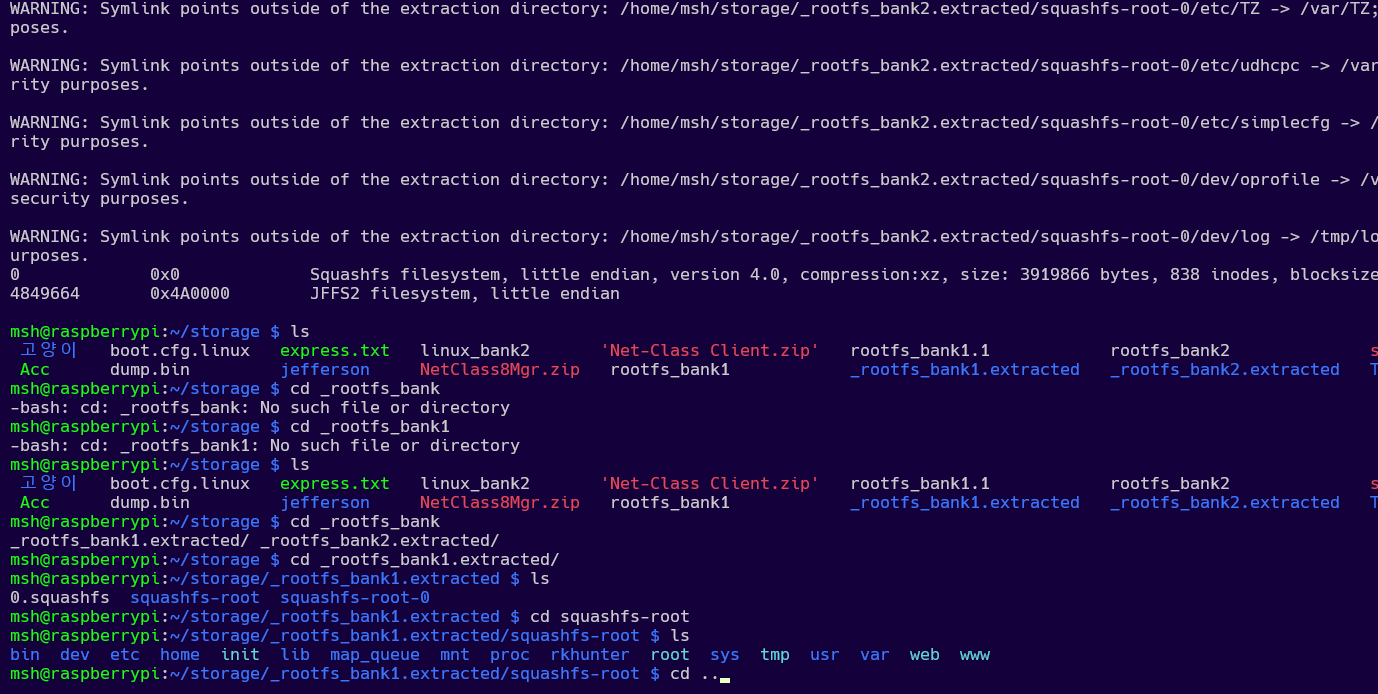 WARNING: Symlink points outside of the extraction directory: /home/msh/storage/_rootfs_bank2.extracted/squashfs-root-0/etc/TZ -> /var/TZ;
poses.
WARNING: Symlink points outside of the extraction directory: /home/msh/storage/_rootfs_bank2.extracted/squashfs-root-0/etc/udhcpc -> /var
rity purposes.
WARNING: Symlink points outside of the extraction directory: /home/msh/storage/_rootfs_bank2.extracted/squashfs-root-0/etc/simplecfg -> /
rity purposes.
WARNING: Symlink points outside of the extraction directory: /home/msh/storage/_rootfs_bank2.extracted/squashfs-root-0/dev/oprofile -> /v
security purposes.
WARNING: Symlink points outside of the extraction directory: /home/msh/storage/_rootfs_bank2.extracted/squashfs-root-0/dev/log -> /tmp/lo
urposes.
0 0x0 Squashfs filesystem, little endian, version 4.0, compression:xz, size: 3919866 bytes, 838 inodes, blocksize
4849664 0x4A0000 JFFS2 filesystem, little endian
msh@raspberrypi:~/storage $ ls
고양이 boot.cfg.linux express.txt linux_bank2 'Net-Class Client.zip' rootfs_bank1.1 rootfs_bank2 s
Acc dump.bin jefferson NetClass8Mgr.zip rootfs_bank1 _rootfs_bank1.extracted _rootfs_bank2.extracted T
msh@raspberrypi:~/storage $ cd _rootfs_bank
-bash: cd: _rootfs_bank: No such file or directory
msh@raspberrypi:~/storage $ cd _rootfs_bank1
-bash: cd: _rootfs_bank1: No such file or directory
msh@raspberrypi:~/storage $ ls
고양이 boot.cfg.linux express.txt linux_bank2 'Net-Class Client.zip' rootfs_bank1.1 rootfs_bank2 s
Acc dump.bin jefferson NetClass8Mgr.zip rootfs_bank1 _rootfs_bank1.extracted _rootfs_bank2.extracted T
msh@raspberrypi:~/storage $ cd _rootfs_bank
_rootfs_bank1.extracted/ _rootfs_bank2.extracted/
msh@raspberrypi:~/storage $ cd _rootfs_bank1.extracted/
msh@raspberrypi:~/storage/_rootfs_bank1.extracted $ ls
0.squashfs squashfs-root squashfs-root-0
msh@raspberrypi:~/storage/_rootfs_bank1.extracted $ cd squashfs-root
msh@raspberrypi:~/storage/_rootfs_bank1.extracted/squashfs-root $ ls
bin dev etc home init lib map_queue mnt proc rkhunter root sys tmp usr var web www
msh@raspberrypi:~/storage/_rootfs_bank1.extracted/squashfs-root $ cd ..